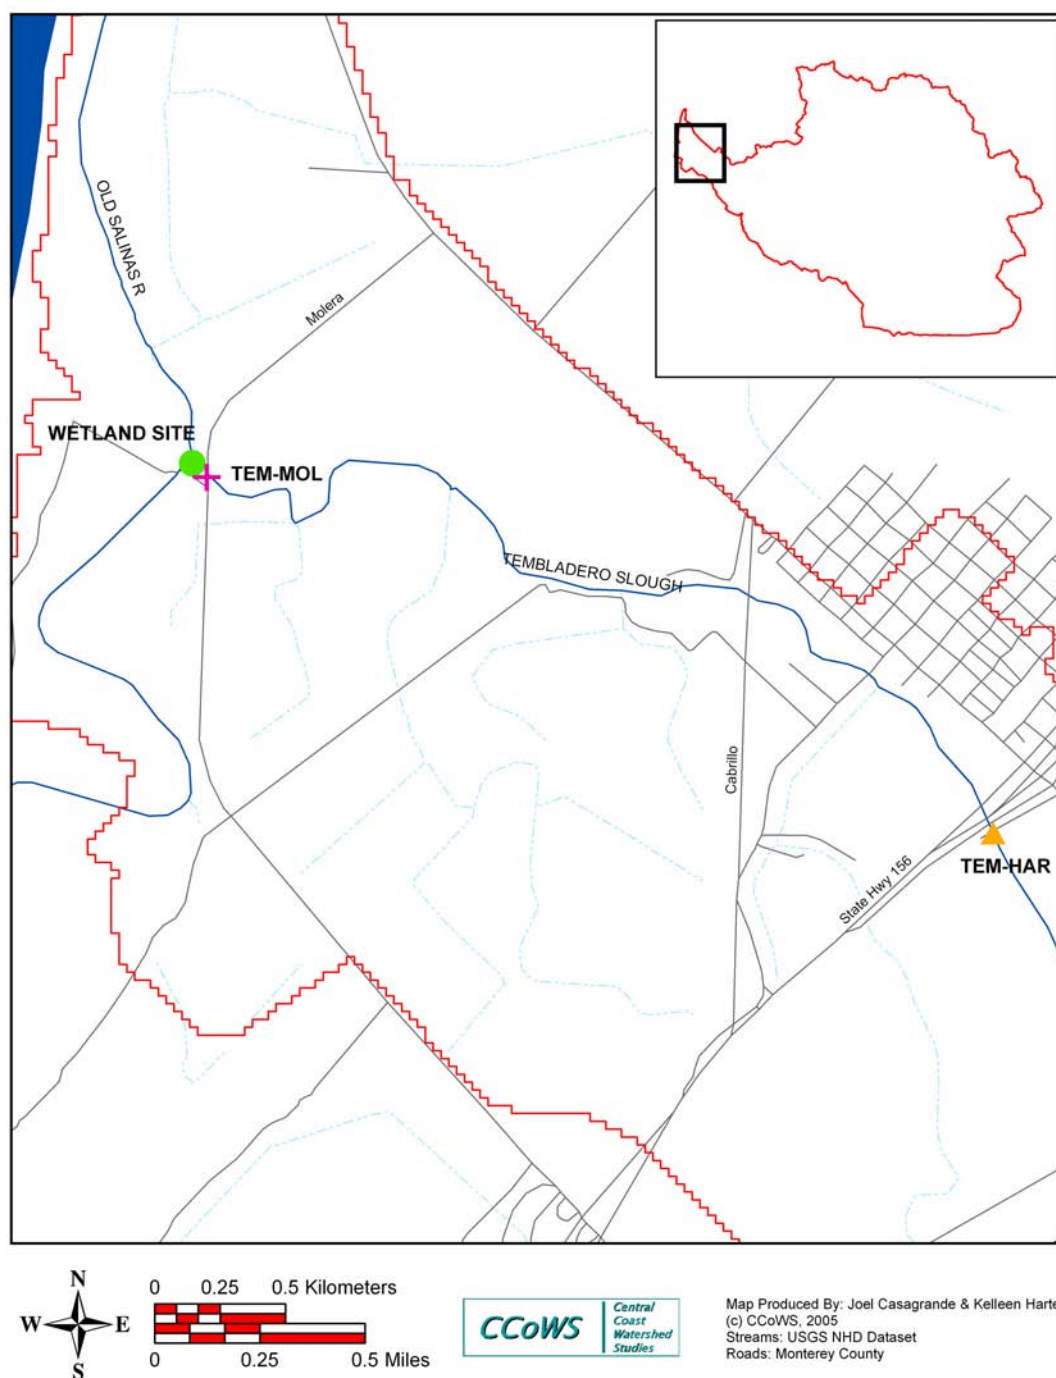 OLD SALINAS R
Molera
WETLAND SITE
TEM-MOL
TEMBLADERO SLOUGH
Cabrillo
State Hwy 156
TEM-HAR
N
W E
S
0 0.25 0.5 Kilometers
0 0.25 0.5 Miles
CCoWS
Central
Coast
Watershed
Studies
Map Produced By: Joel Casagrande & Kelleen Harte
(c) CCoWS, 2005
Streams: USGS NHD Dataset
Roads: Monterey County